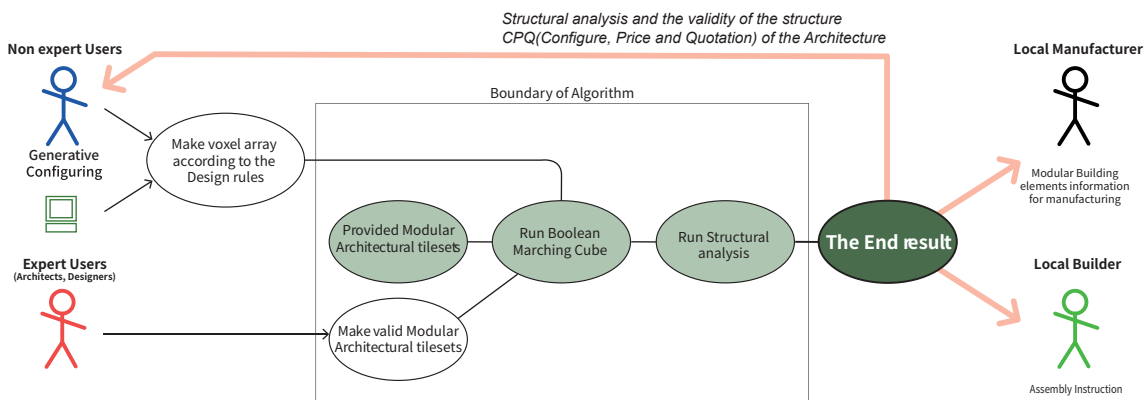 Structural analysis and the validity of the structure
CPQ(Configure, Price and Quotation) of the Architecture
Non expert Users
Local Manufacturer
Boundary of Algorithm
Make voxel array
according to the
Design rules
Generative
Configuring
Modular Building
elements information
for manufacturing
Provided Modular
Architectural tilesets
Run Boolean
Marching Cube
Run Structural
analysis
The End result
Expert Users
(Architects, Designers)
Local Builder
Make valid Modular
Architectural tilesets
Assembly Instruction